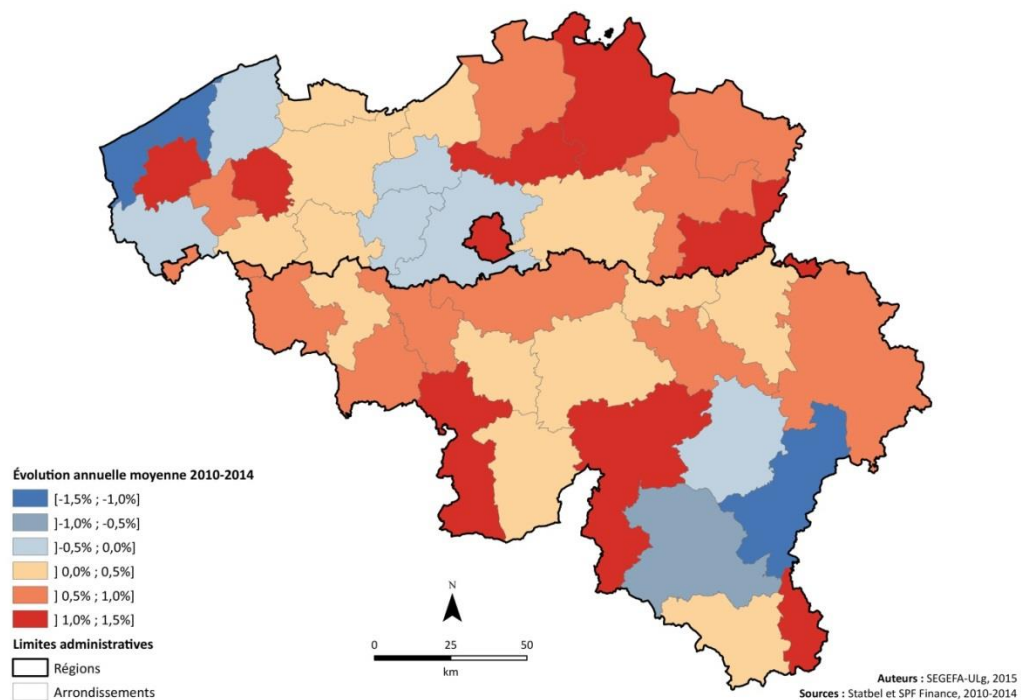 Évolution annuelle moyenne 2010-2014
[-1,5% ; -1,0%]
]-1,0% ; -0,5%]
]-0,5% ; 0,0%]
] 0,0% ; 0,5%]
] 0,5% ; 1,0%]
] 1,0% ; 1,5%]
Limites administratives
Régions
Arrondissements
N
0 25 50
km
Auteurs : SEGEFA-ULg, 2015
Sources : Statbel et SPF Finance, 2010-2014